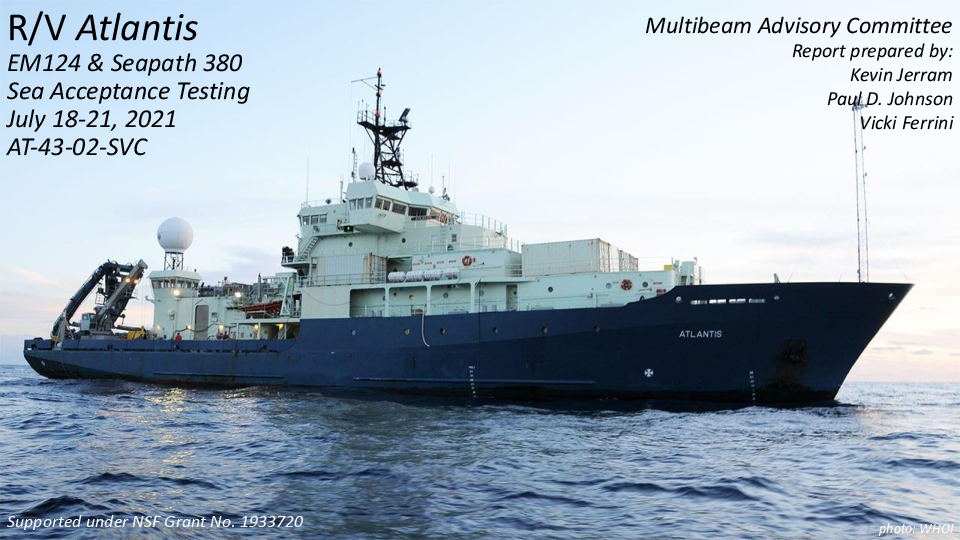 R/V Atlantis
EM124 & Seapath 380
Sea Acceptance Testing
July 18-21, 2021
AT-43-02-SVC
Multibeam Advisory Committee
Report prepared by:
Kevin Jerram
Paul D. Johnson
Vicki Ferrini
ATLANTIS
Supported under NSF Grant No. 1933720
photo: WHOI